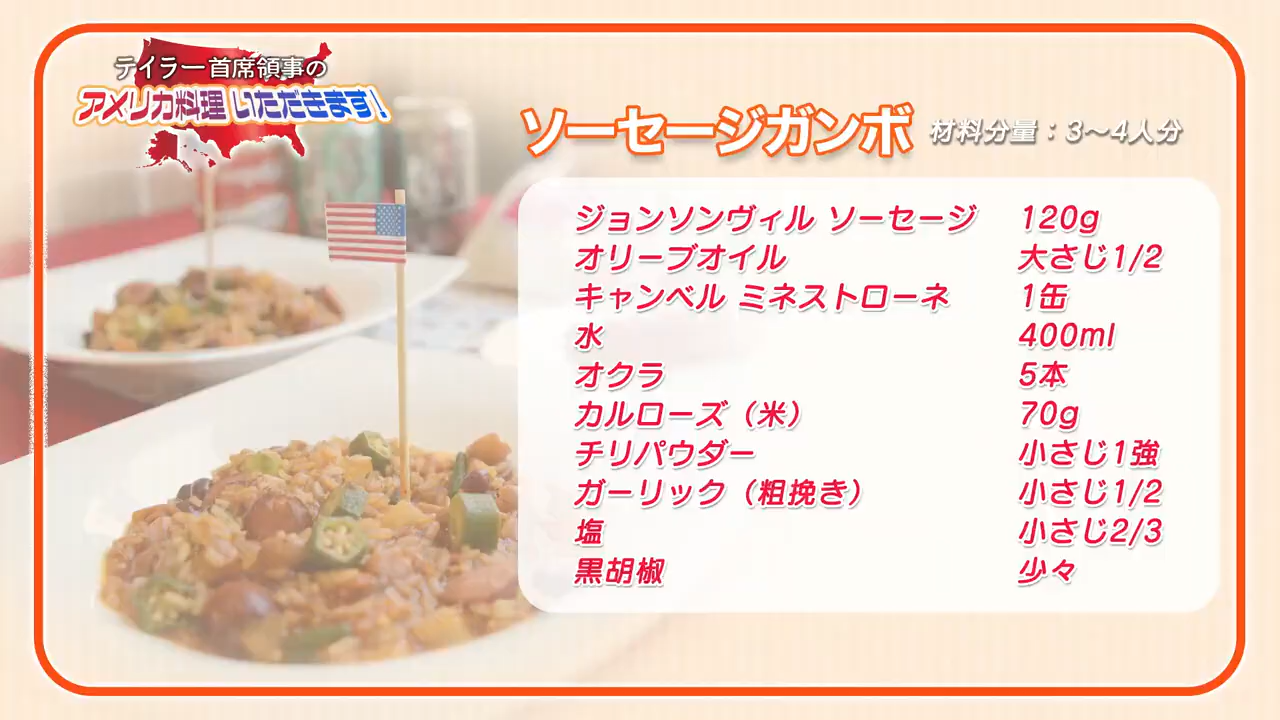 テイラー首席領事の
アメリカ料理 いただきます!
ソーセージガンボ 材料分量：3〜4人分
ジョンソンヴィル ソーセージ 120g
オリーブオイル 大さじ1/2
キャンベル ミネストローネ 1缶
水 400ml
オクラ 5本
カルローズ（米） 70g
チリパウダー 小さじ1強
ガーリック（粗挽き） 小さじ1/2
塩 小さじ2/3
黒胡椒 少々